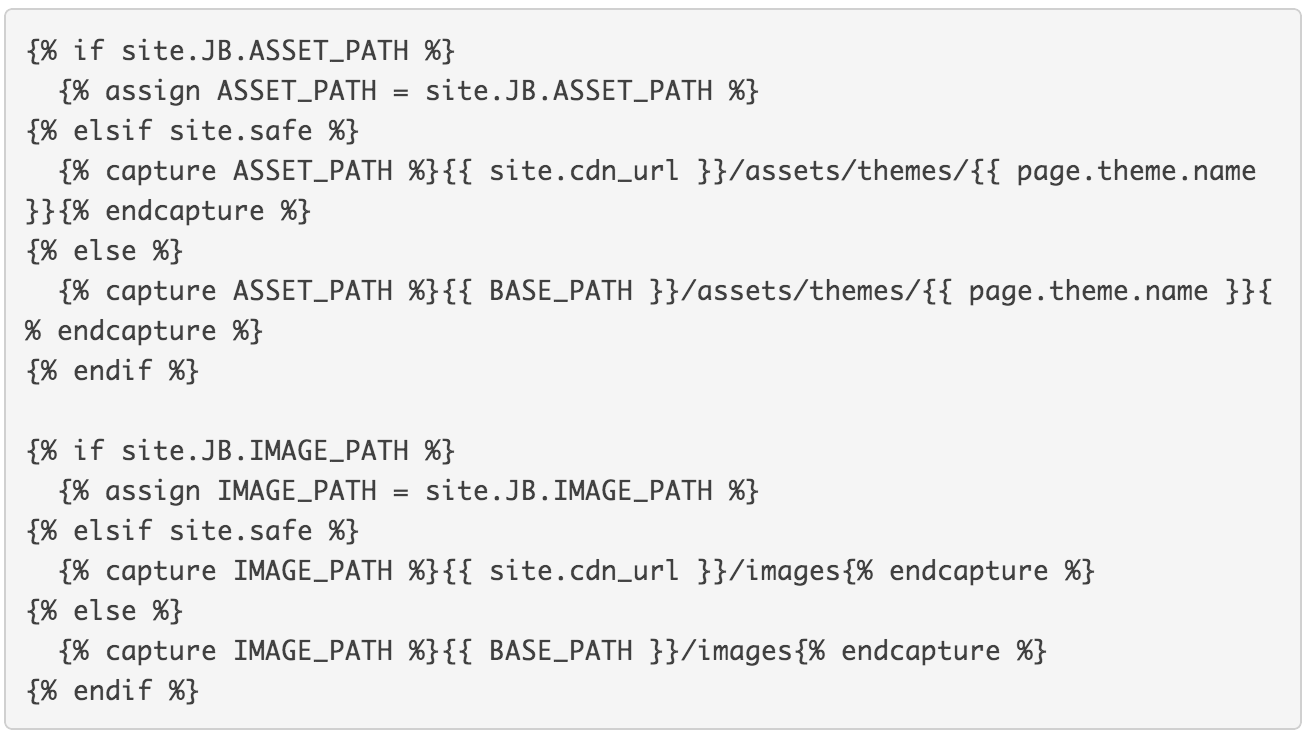 {% if site.JB.ASSET_PATH %}
  {% assign ASSET_PATH = site.JB.ASSET_PATH %}
{% elsif site.safe %}
  {% capture ASSET_PATH %}{{ site.cdn_url }}/assets/themes/{{ page.theme.name
}}{% endcapture %}
{% else %}
  {% capture ASSET_PATH %}{{ BASE_PATH }}/assets/themes/{{ page.theme.name }}{
% endcapture %}
{% endif %}

{% if site.JB.IMAGE_PATH %}
  {% assign IMAGE_PATH = site.JB.IMAGE_PATH %}
{% elsif site.safe %}
  {% capture IMAGE_PATH %}{{ site.cdn_url }}/images{% endcapture %}
{% else %}
  {% capture IMAGE_PATH %}{{ BASE_PATH }}/images{% endcapture %}
{% endif %}